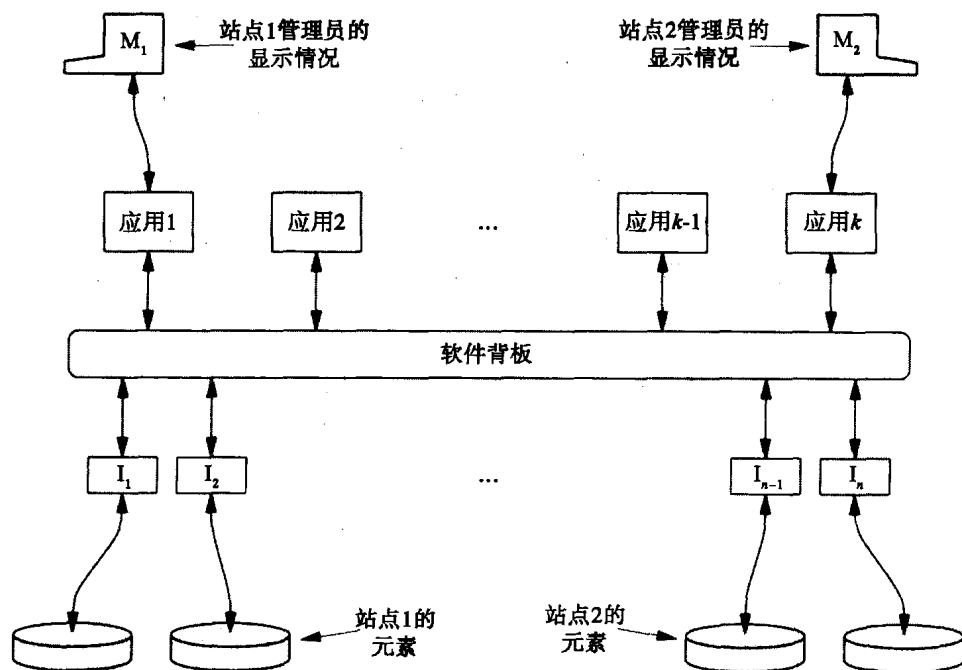 M₁
站点1管理员的
显示情况
站点2管理员的
显示情况
M₂
应用1
应用2
...
应用k-1
应用k
软件背板
I₁
I₂
...
Iₙ₋₁
Iₙ
站点1的
元素
站点2的
元素